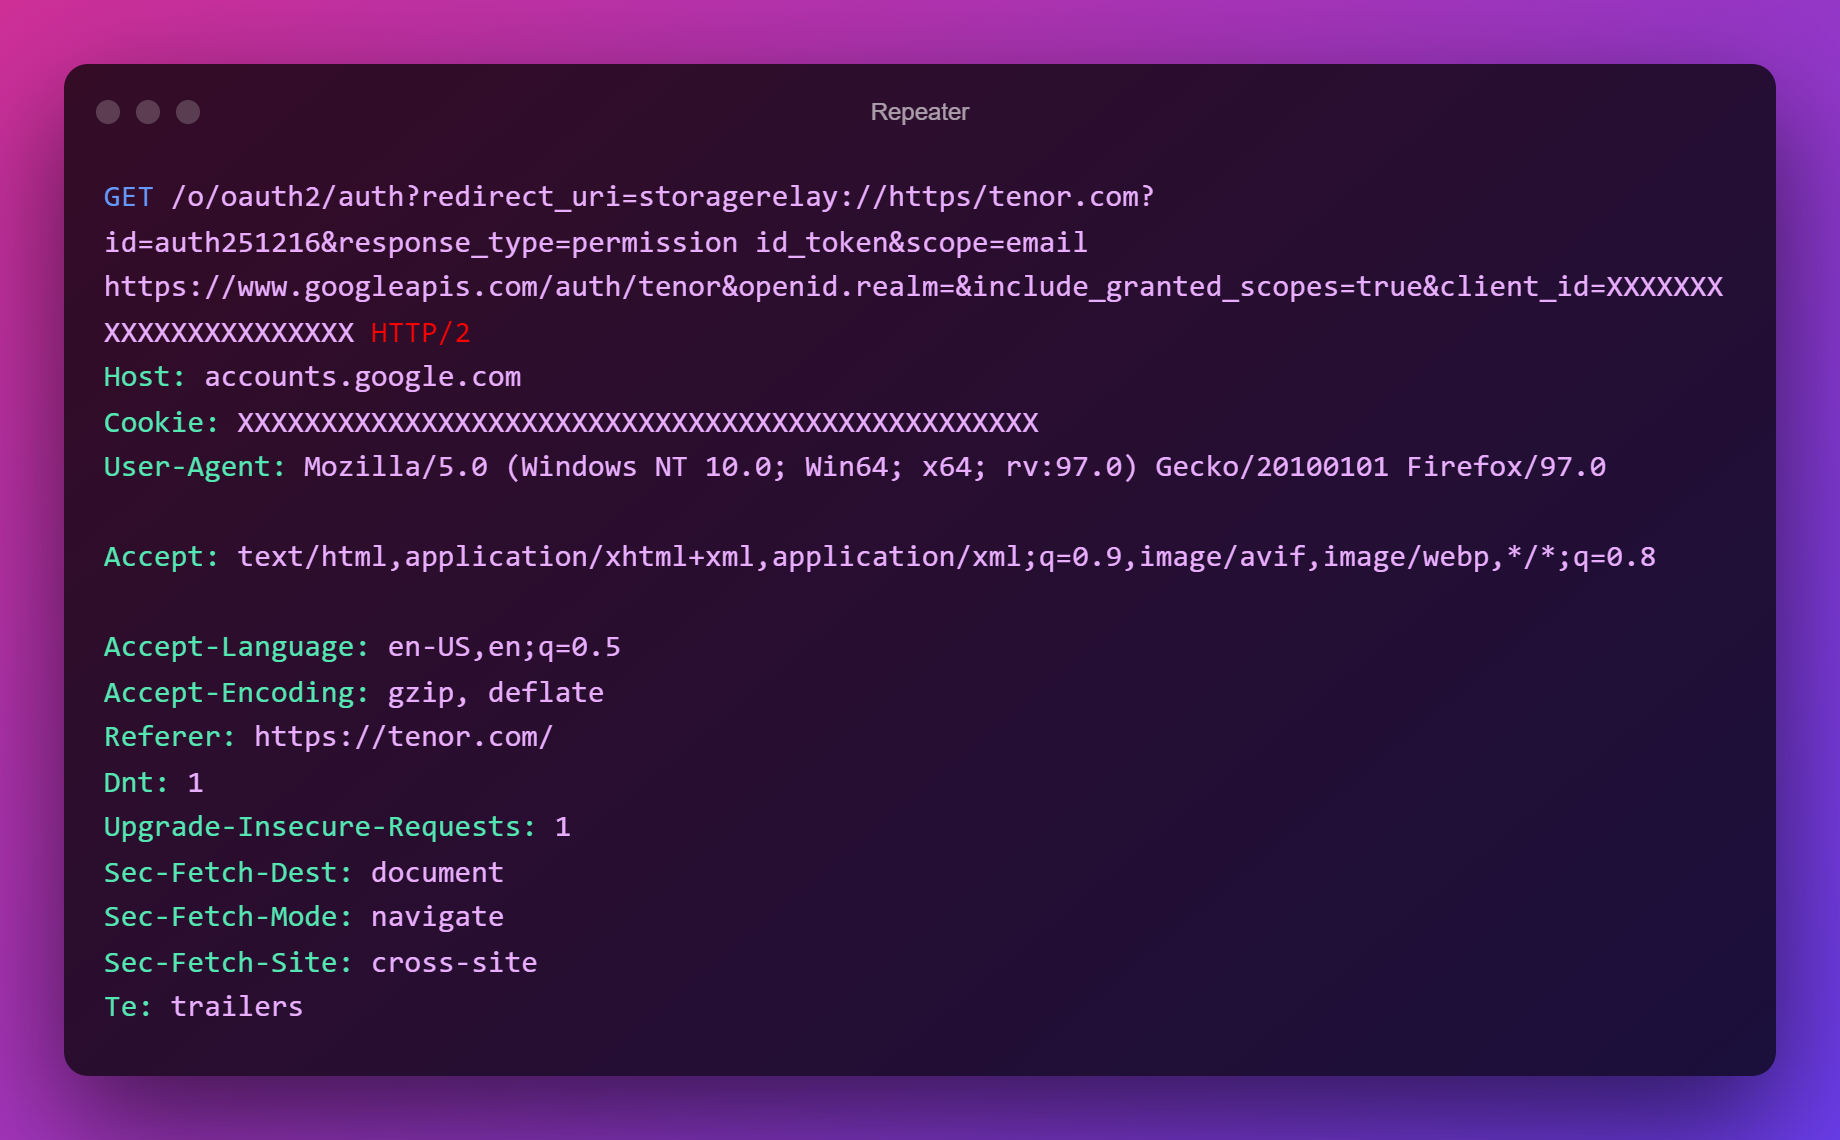 Repeater
GET /o/oauth2/auth?redirect_uri=storagerelay://https/tenor.com?
id=auth251216&response_type=permission id_token&scope=email
https://www.googleapis.com/auth/tenor&openid.realm=&include_granted_scopes=true&client_id=XXXXXXX
XXXXXXXXXXXXXXX HTTP/2
Host: accounts.google.com
Cookie: XXXXXXXXXXXXXXXXXXXXXXXXXXXXXXXXXXXXXXXXXXXXXXXX
User-Agent: Mozilla/5.0 (Windows NT 10.0; Win64; x64; rv:97.0) Gecko/20100101 Firefox/97.0
Accept: text/html,application/xhtml+xml,application/xml;q=0.9,image/avif,image/webp,*/*;q=0.8
Accept-Language: en-US,en;q=0.5
Accept-Encoding: gzip, deflate
Referer: https://tenor.com/
Dnt: 1
Upgrade-Insecure-Requests: 1
Sec-Fetch-Dest: document
Sec-Fetch-Mode: navigate
Sec-Fetch-Site: cross-site
Te: trailers